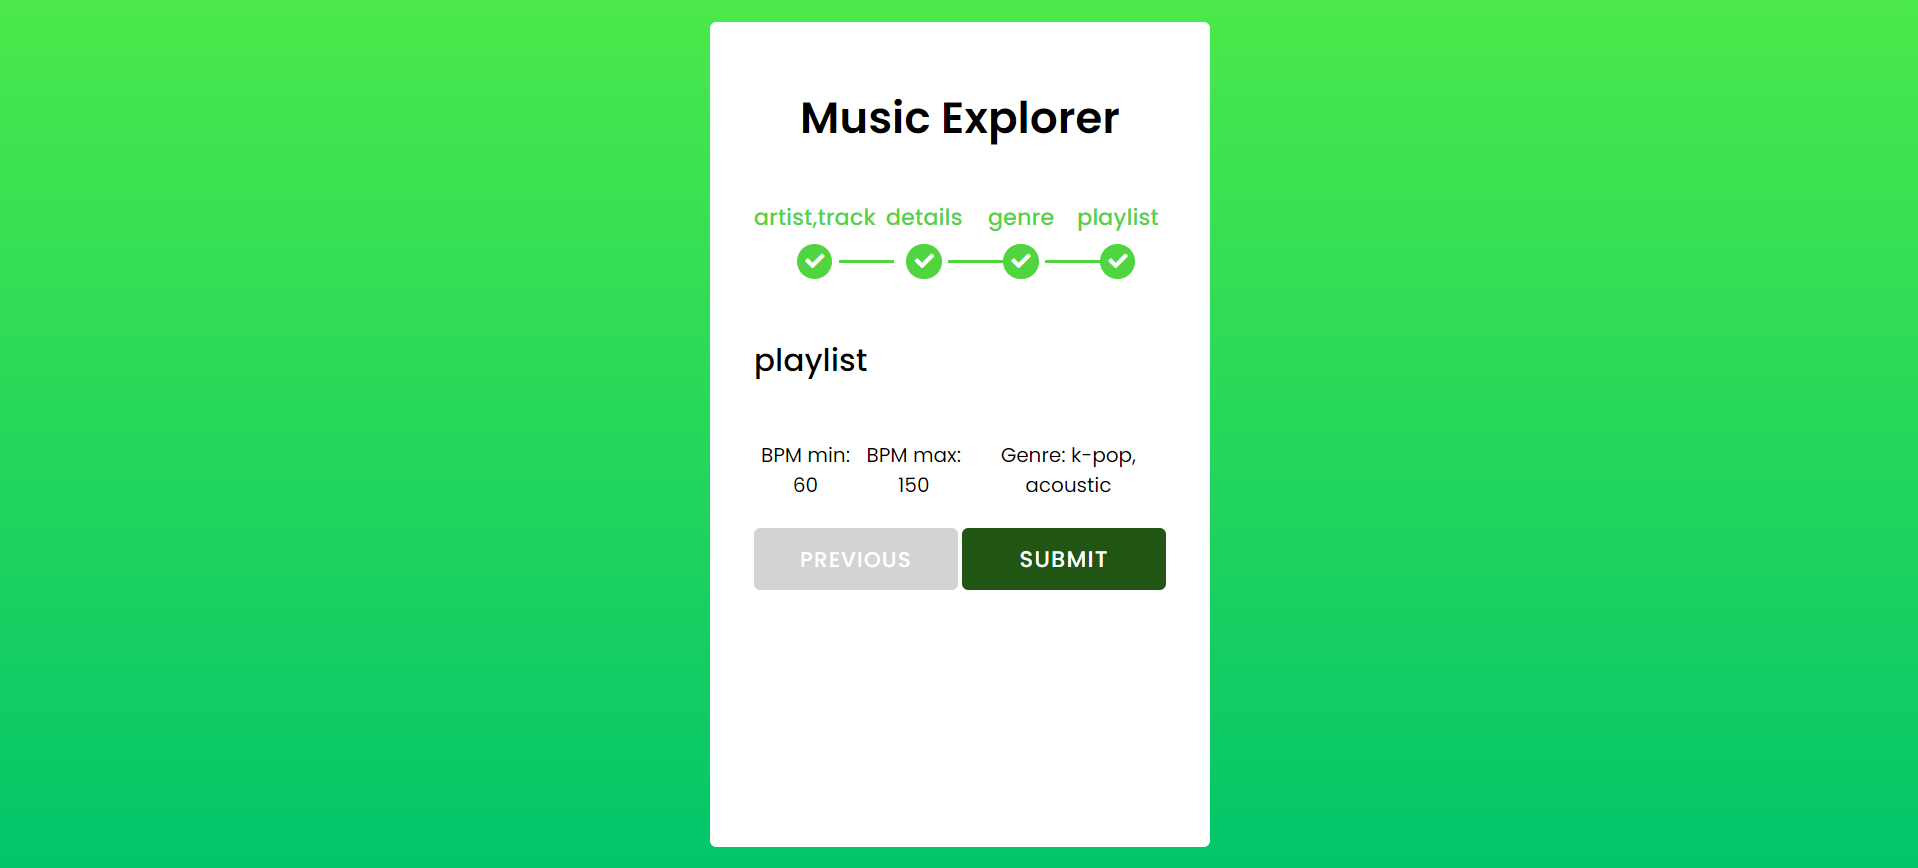 Music Explorer
artist,track details genre playlist
playlist
BPM min: BPM max: Genre: k-pop,
60 150 acoustic
PREVIOUS SUBMIT